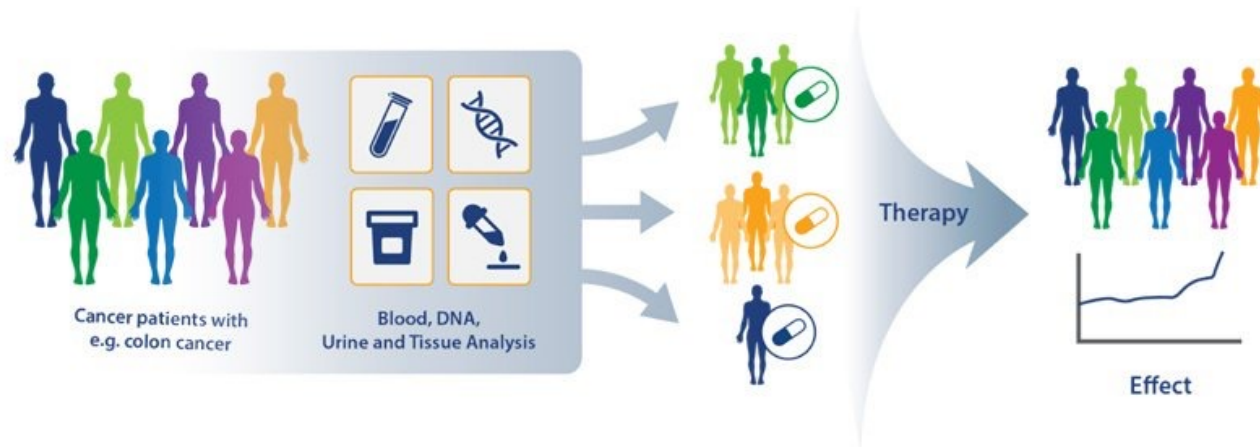 Cancer patients with
e.g. colon cancer
Blood, DNA,
Urine and Tissue Analysis
Therapy
Effect